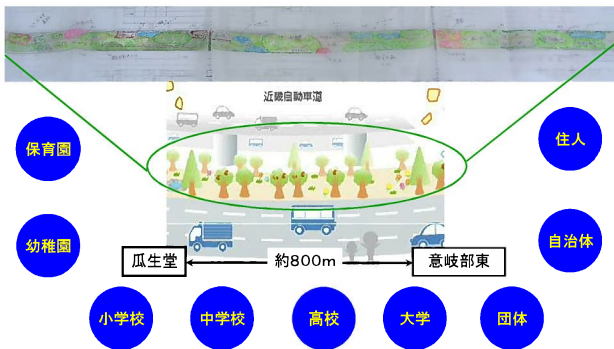 近畿自動車道
保育園
住人
幼稚園
自治体
瓜生堂
約800m
意岐部東
小学校
中学校
高校
大学
団体